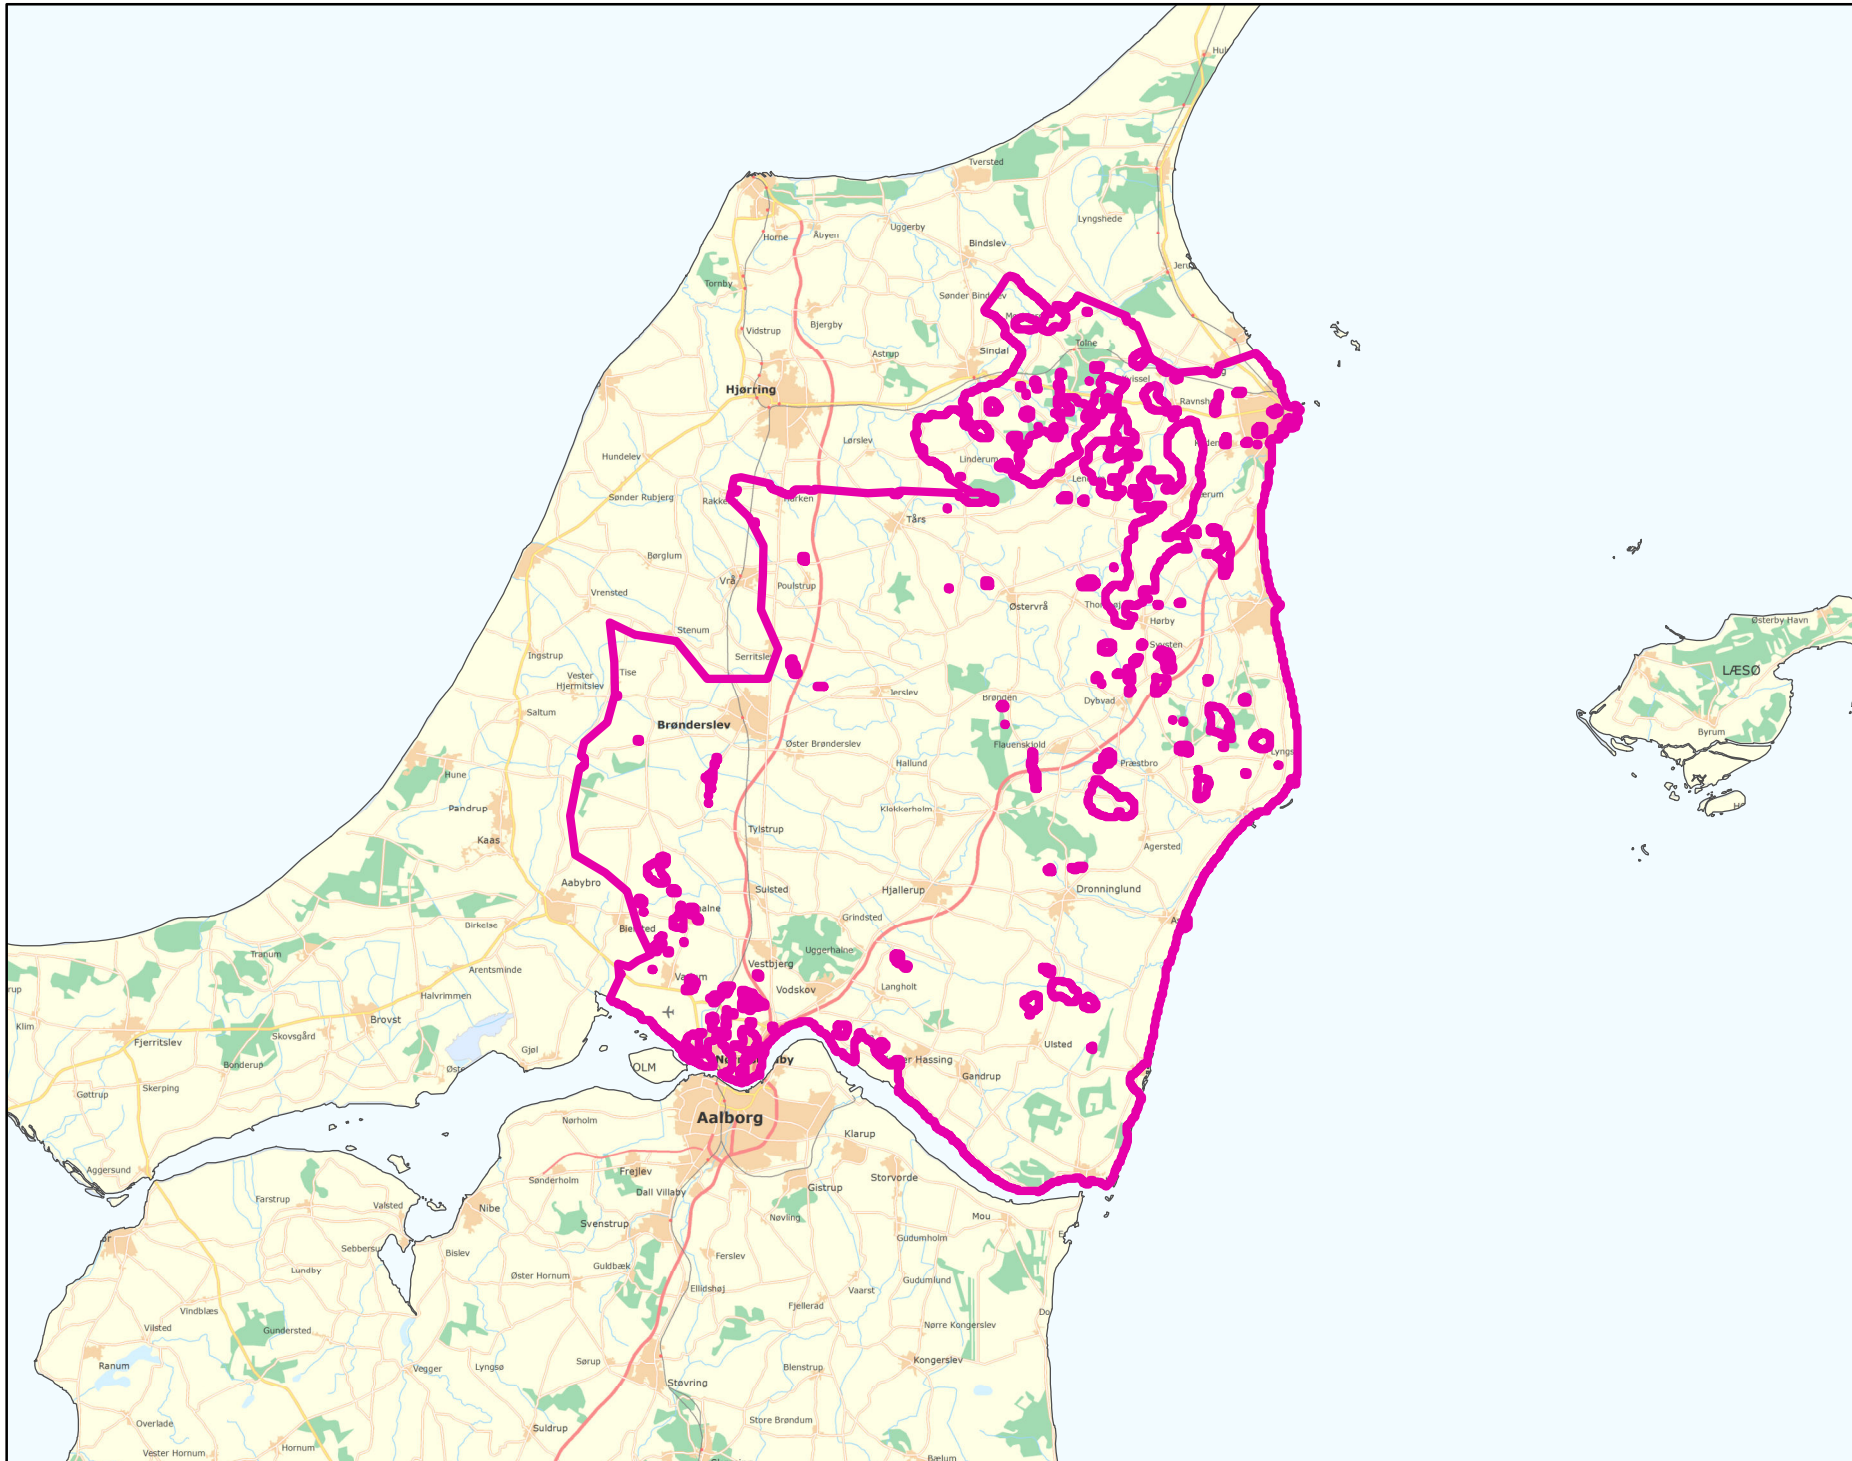 Tversted
Lyngshede
Horne
Uggerby
Bindslev
Tornby
Sønder Bindslev
Vidstrup
Bjergby
Astrup
Sindal
Tolne
Hjørring
Lørslev
Linderum
Hundelev
Sønder Rubjerg
Tårs
Børglum
Vrå
Poulstrup
Vrensted
Østervrå
Hørby
Stenum
Østerby Havn
Ingstrup
Tise
Vester
Hjermitslev
LÆSØ
Jerslev
Brønden
Dybvad
Saltum
Brønderslev
Byrum
Øster Brønderslev
Flauenskjold
Hallund
Præstbro
Hune
Pandrup
Klokkerholm
Kaas
Tylstrup
Agersted
Aabybro
Sulsted
Hjallerup
Dronninglund
Grindsted
Dirkelae
Uggerhalne
Tranum
Arentsminde
Vestbjerg
Vodskov
Langholt
Halvrimmen
Klim
Brovst
Skovsgård
Fjerritslev
Bonderup
Gjøl
Ulsted
Gandrup
Skerping
Gøttrup
Aalborg
Nørholm
Klarup
Aggersund
Frejlev
Sønderholm
Storvorde
Dall Villaby
Gistrup
Farstrup
Valsted
Nibe
Svenstrup
Nøvling
Mou
Gudumholm
Bislev
Ferslev
Lundby
Øster Hornum
Guldbæk
Ellidshøj
Gudumlund
Vaarst
Vindblæs
Fjellerad
Vilsted
Gundersted
Nørre Kongerslev
Ranum
Vegger
Lyngsø
Sørup
Blenstrup
Kongerslev
Støvring
Overlade
Suldrup
Store Brøndum
Vester Hornum
Hornum
Bælum